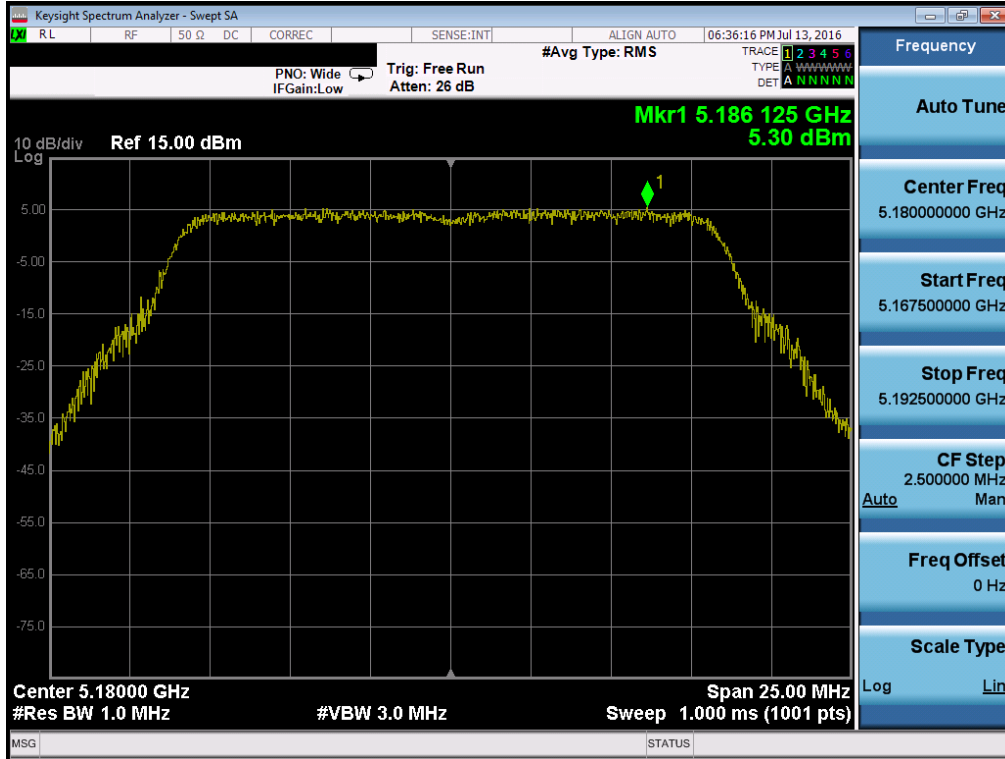 Keysight Spectrum Analyzer - Swept SA
LXI RL RF 50 Ω DC CORREC SENSE:INT ALIGN AUTO 06:36:16 PM Jul 13, 2016
#Avg Type: RMS
TRACE 1 2 3 4 5 6
TYPE A WWWWW
DET A N N N N N
PNO: Wide
IFGain:Low
Trig: Free Run
Atten: 26 dB
Mkr1 5.186 125 GHz
5.30 dBm
10 dB/div
Log
Ref 15.00 dBm
1
5.00
-5.00
-15.0
-25.0
-35.0
-45.0
-55.0
-65.0
-75.0
Center 5.18000 GHz
Span 25.00 MHz
#Res BW 1.0 MHz
#VBW 3.0 MHz
Sweep 1.000 ms (1001 pts)
MSG
STATUS
Frequency
Auto Tune
Center Freq
5.180000000 GHz
Start Freq
5.167500000 GHz
Stop Freq
5.192500000 GHz
CF Step
2.500000 MHz
Auto Man
Freq Offset
0 Hz
Scale Type
Log Lin